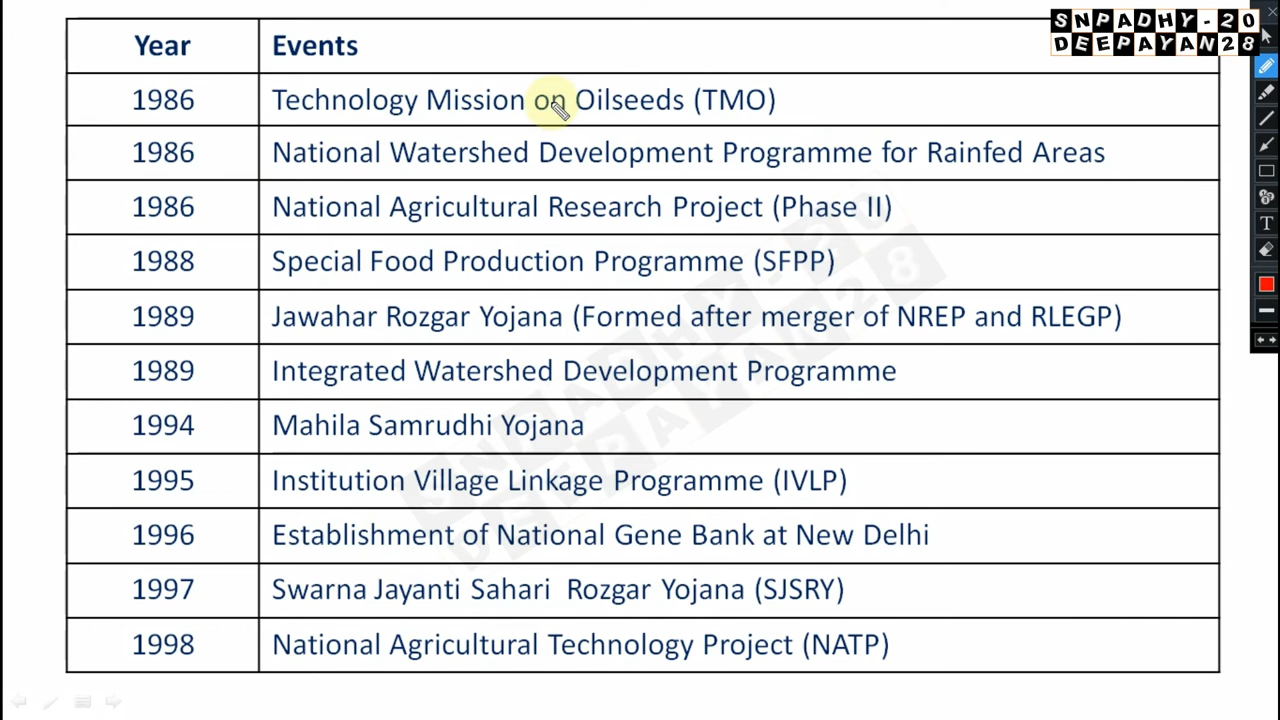 SNPADHY-20
DEEPAYAN28
Year Events
1986 Technology Mission on Oilseeds (TMO)
1986 National Watershed Development Programme for Rainfed Areas
1986 National Agricultural Research Project (Phase II)
1988 Special Food Production Programme (SFPP)
1989 Jawahar Rozgar Yojana (Formed after merger of NREP and RLEGP)
1989 Integrated Watershed Development Programme
1994 Mahila Samrudhi Yojana
1995 Institution Village Linkage Programme (IVLP)
1996 Establishment of National Gene Bank at New Delhi
1997 Swarna Jayanti Sahari Rozgar Yojana (SJSRY)
1998 National Agricultural Technology Project (NATP)
SNPADHY-20
DEEPAYAN28